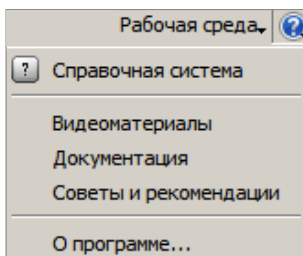 Рабочая среда
Справочная система
Видеоматериалы
Документация
Советы и рекомендации
О программе...